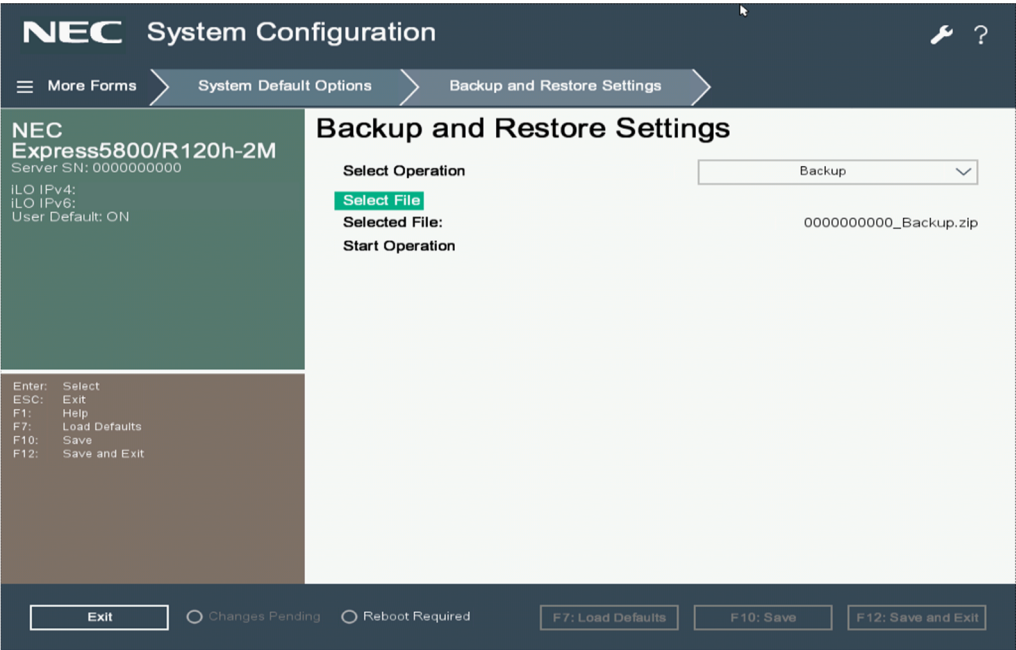 NEC System Configuration ?
More Forms System Default Options Backup and Restore Settings
NEC
Express5800/R120h-2M
Server SN: 0000000000
iLO IPv4:
iLO IPv6:
User Default: ON
Backup and Restore Settings
Select Operation Backup
Select File
Selected File: 0000000000_Backup.zip
Start Operation
Enter: Select
ESC: Exit
F1: Help
F7: Load Defaults
F10: Save
F12: Save and Exit
Exit Changes Pending Reboot Required F7: Load Defaults F10: Save F12: Save and Exit